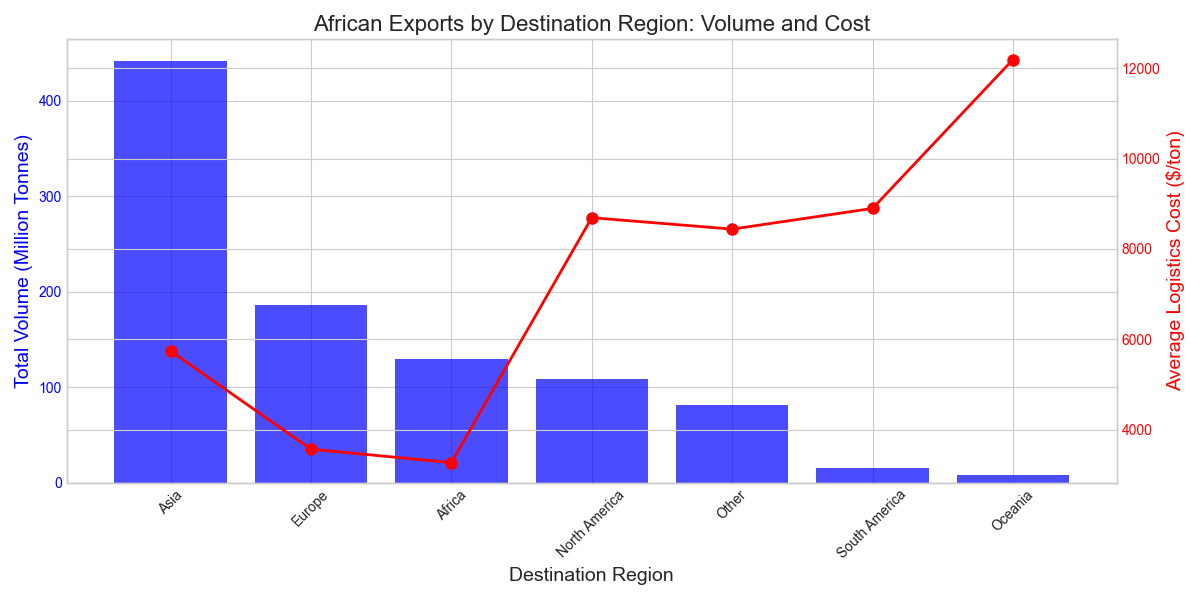 African Exports by Destination Region: Volume and Cost
Total Volume (Million Tonnes)
400
300
200
100
0
12000
10000
8000
6000
4000
Average Logistics Cost ($/ton)
Asia
Europe
Africa
North America
Other
South America
Oceania
Destination Region